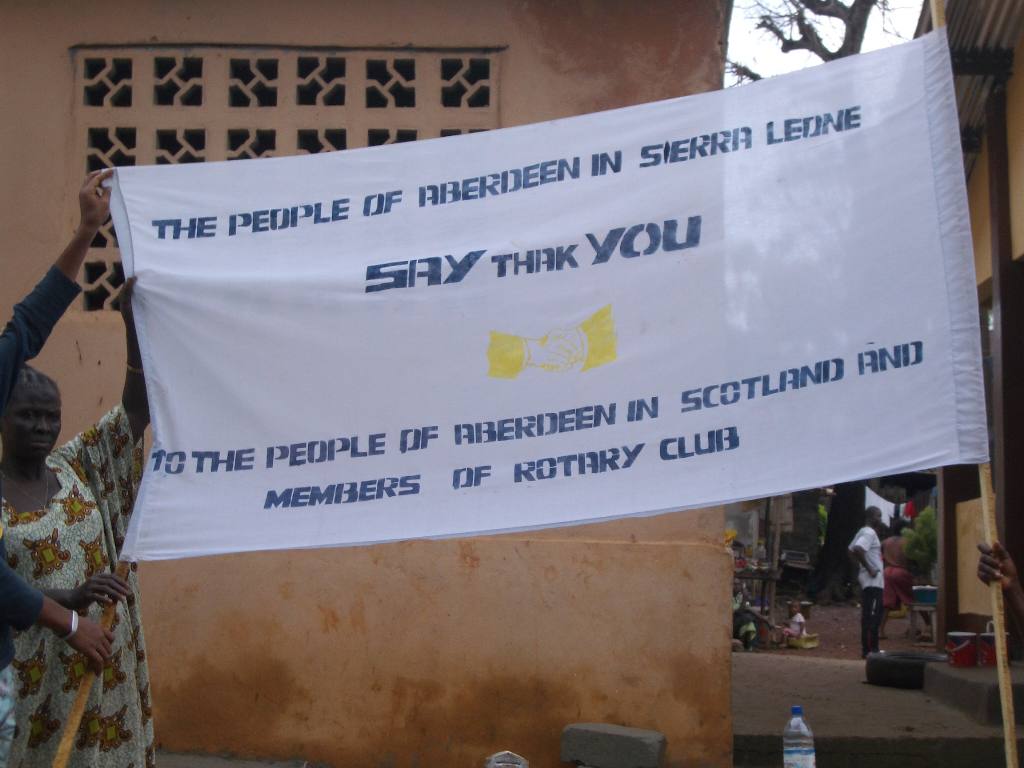 THE PEOPLE OF ABERDEEN IN SIERRA LEONE
SAY THAK YOU
TO THE PEOPLE OF ABERDEEN IN SCOTLAND AND
MEMBERS OF ROTARY CLUB